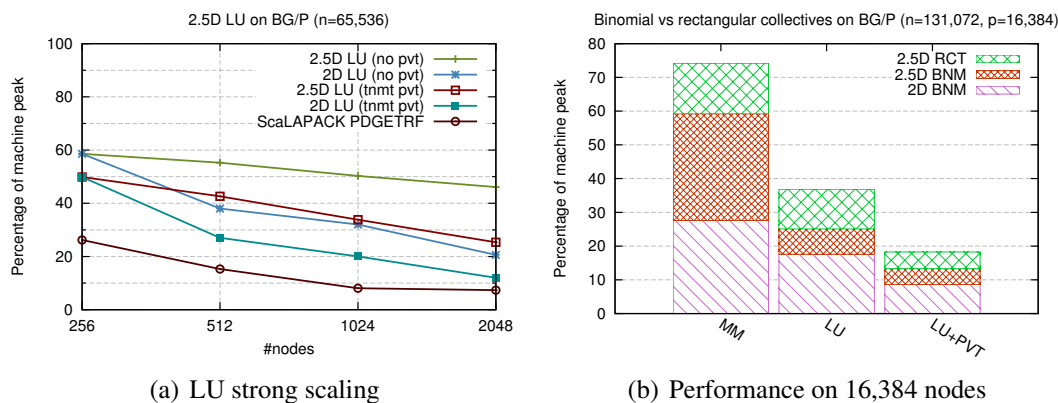 2.5D LU on BG/P (n=65,536)
100
80
60
40
20
0
Percentage of machine peak
2.5D LU (no pvt)
2D LU (no pvt)
2.5D LU (tnmt pvt)
2D LU (tnmt pvt)
ScaLAPACK PDGETRF
256
512
1024
2048
#nodes
(a) LU strong scaling
Binomial vs rectangular collectives on BG/P (n=131,072, p=16,384)
80
70
60
50
40
30
20
10
0
Percentage of machine peak
2.5D RCT
2.5D BNM
2D BNM
MM
LU
LU+PVT
(b) Performance on 16,384 nodes